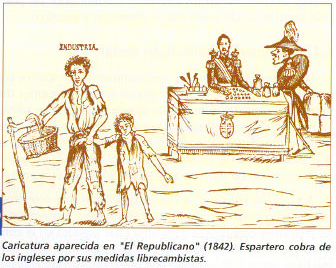 INDUSTRIA.
Caricatura aparecida en "El Republicano" (1842). Espartero cobra de
los ingleses por sus medidas librecambistas.